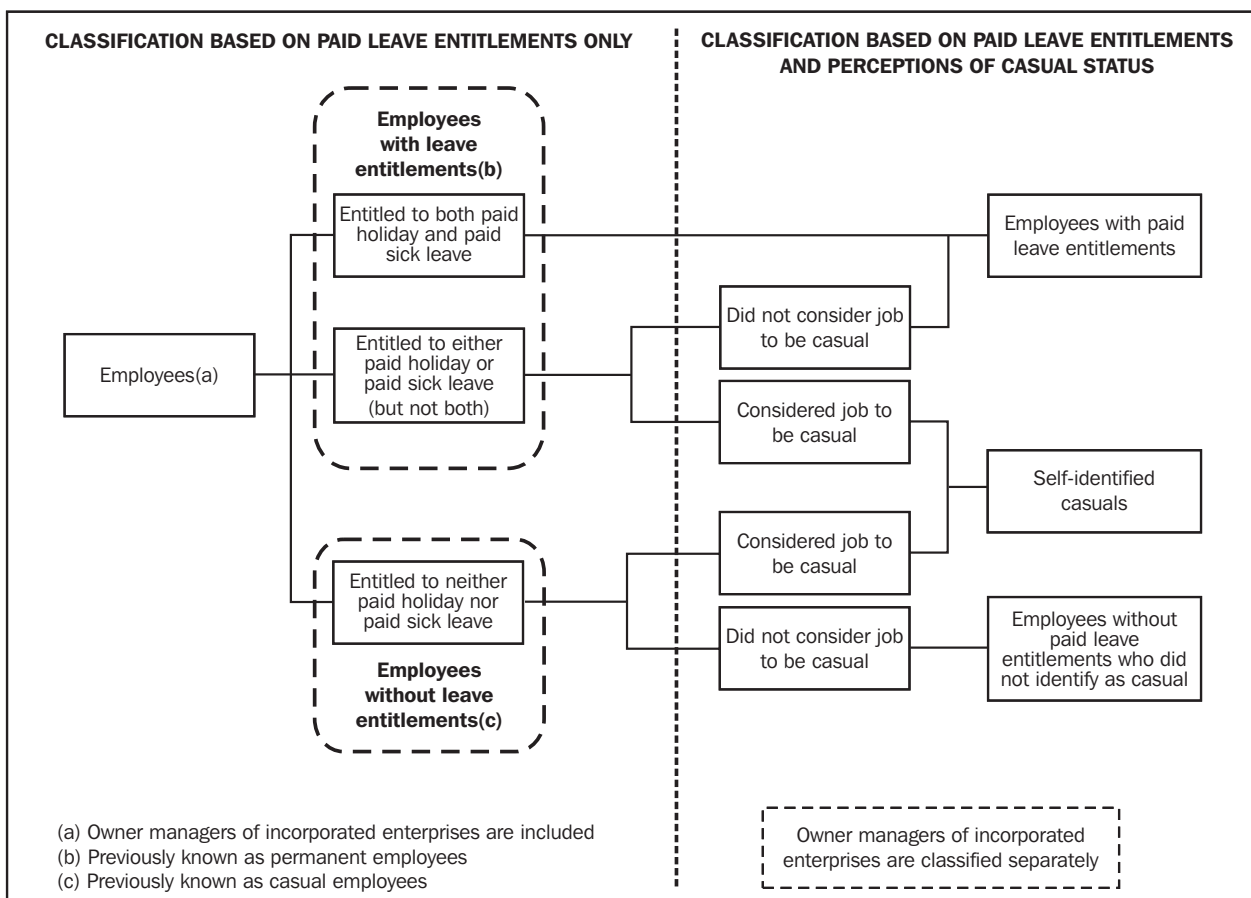 CLASSIFICATION BASED ON PAID LEAVE ENTITLEMENTS ONLY
CLASSIFICATION BASED ON PAID LEAVE ENTITLEMENTS
AND PERCEPTIONS OF CASUAL STATUS
Employees
with leave
entitlements(b)
Entitled to both paid
holiday and paid
sick leave
Employees with paid
leave entitlements
Did not consider job
to be casual
Employees(a)
Entitled to either
paid holiday or
paid sick leave
(but not both)
Considered job to
be casual
Self-identified
casuals
Considered job to
be casual
Entitled to neither
paid holiday nor
paid sick leave
Did not consider job
to be casual
Employees without
paid leave
entitlements who did
not identify as casual
Employees
without leave
entitlements(c)
(a) Owner managers of incorporated enterprises are included
(b) Previously known as permanent employees
(c) Previously known as casual employees
Owner managers of incorporated
enterprises are classified separately